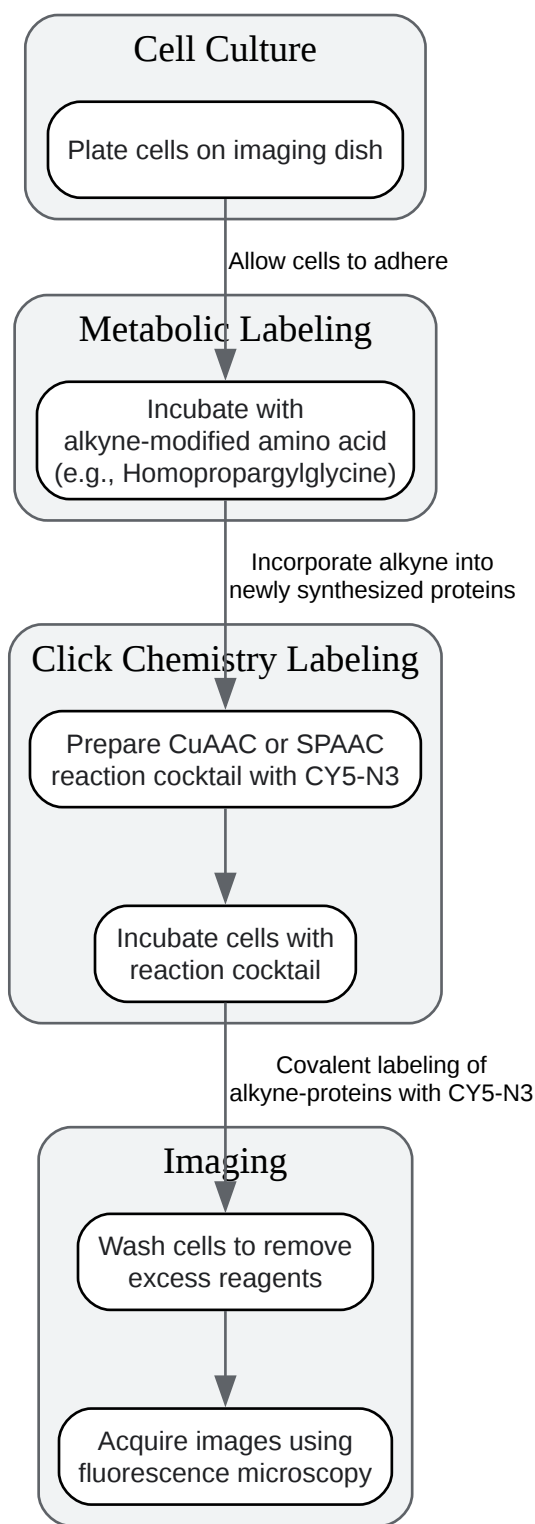 Cell Culture
Plate cells on imaging dish
Allow cells to adhere
Metabolic Labeling
Incubate with
alkyne-modified amino acid
(e.g., Homopropargylglycine)
Incorporate alkyne into
newly synthesized proteins
Click Chemistry Labeling
Prepare CuAAC or SPAAC
reaction cocktail with CY5-N3
Incubate cells with
reaction cocktail
Covalent labeling of
alkyne-proteins with CY5-N3
Imaging
Wash cells to remove
excess reagents
Acquire images using
fluorescence microscopy